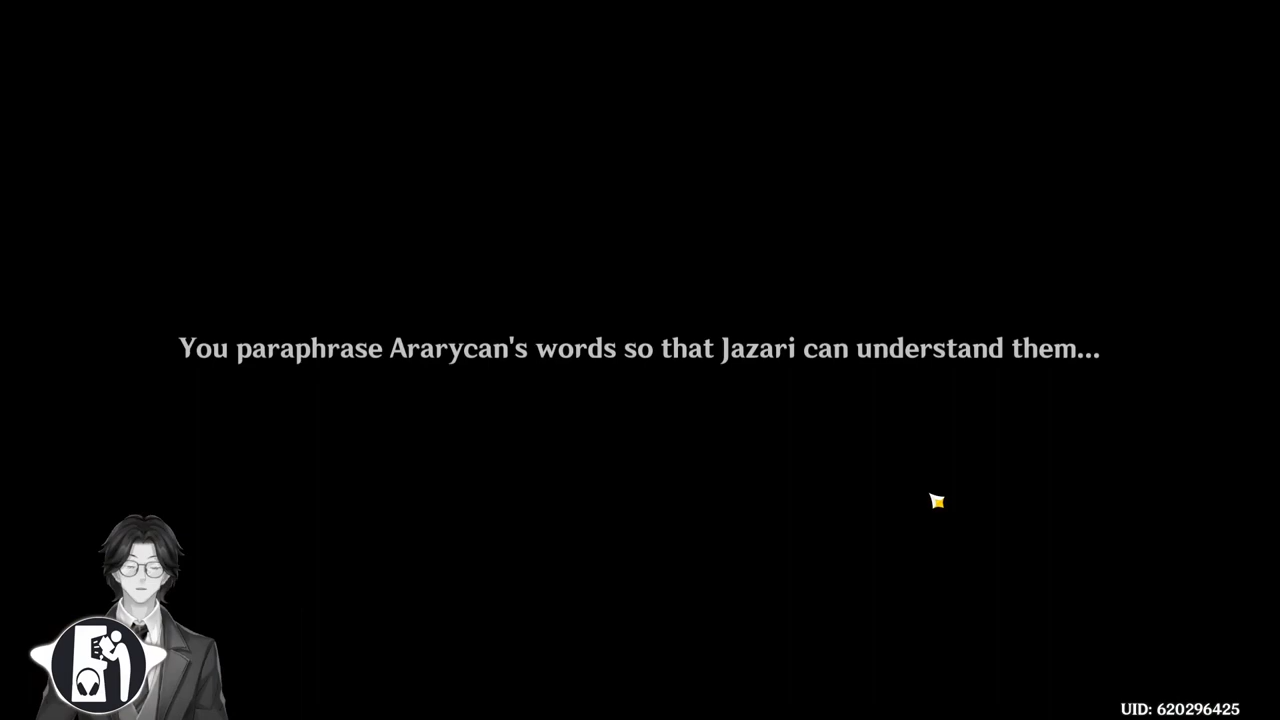 You paraphrase Ararycan's words so that Jazari can understand them...
UID: 620296425